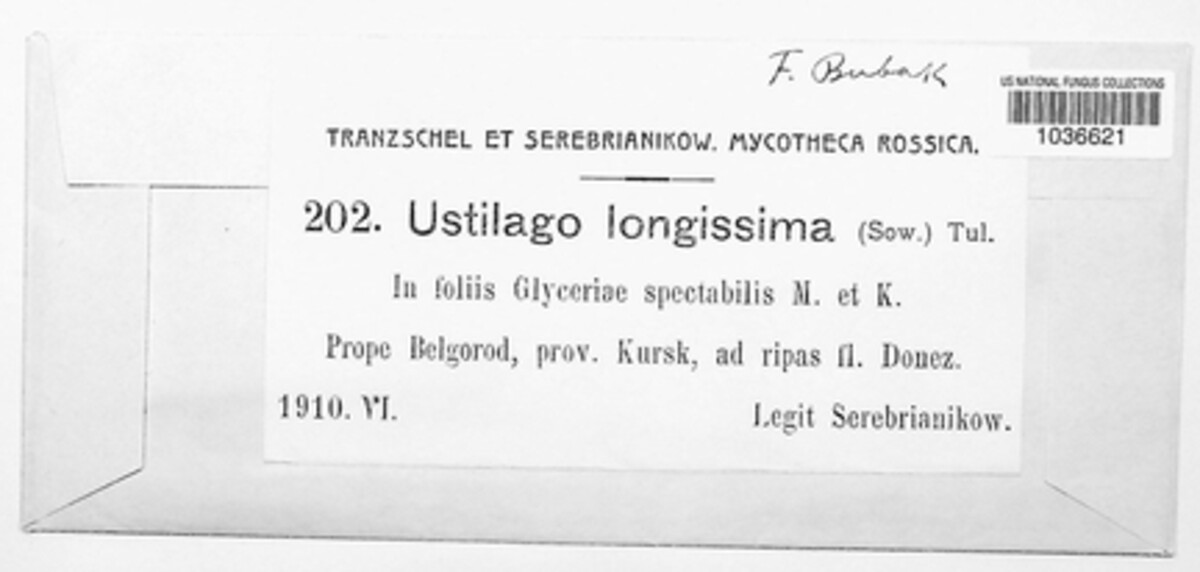 F. Bubak
US NATIONAL FUNGUS COLLECTIONS
1036621
TRANZSCHEL ET SEREBRIANIKOW. MYCOTHECA ROSSICA.
202. Ustilago longissima (Sow.) Tul.
In foliis Glyceriae spectabilis M. et K.
Prope Belgorod, prov. Kursk, ad ripas fl. Donez.
1910. VI. Legit Serebrianikow.